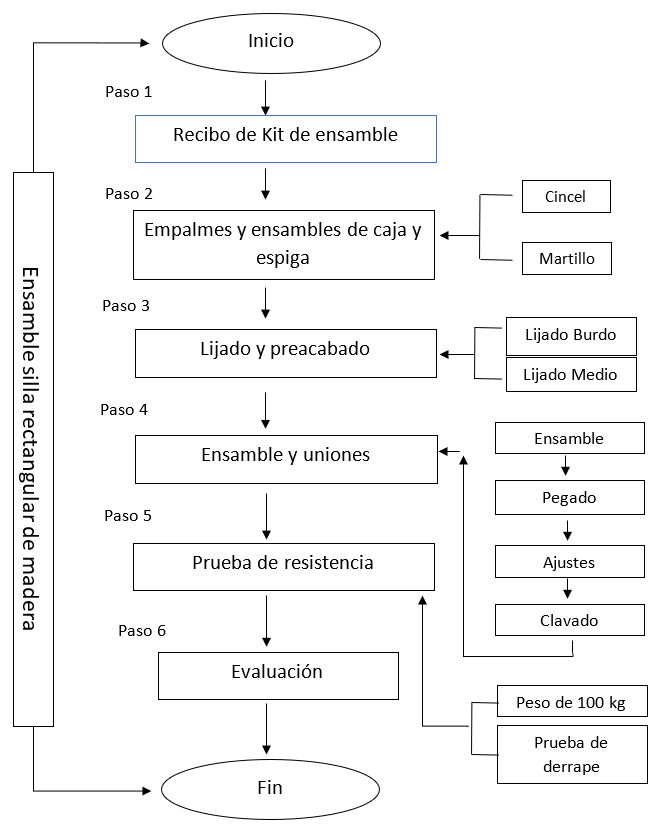 Inicio
Paso 1
Recibo de Kit de ensamble
Paso 2
Empalmes y ensambles de caja y
espiga
Cincel
Martillo
Paso 3
Lijado y preacabado
Lijado Burdo
Lijado Medio
Paso 4
Ensamble y uniones
Ensamble
Pegado
Ajustes
Clavado
Paso 5
Prueba de resistencia
Peso de 100 kg
Prueba de
derrape
Paso 6
Evaluación
Fin
Ensamble silla rectangular de madera